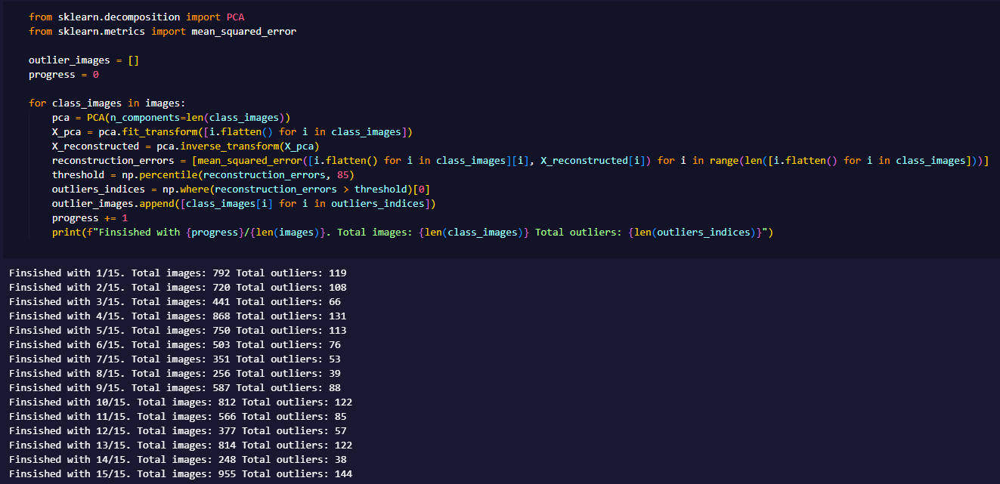 from sklearn.decomposition import PCA
from sklearn.metrics import mean_squared_error

outlier_images = []
progress = 0

for class_images in images:
    pca = PCA(n_components=len(class_images))
    X_pca = pca.fit_transform([i.flatten() for i in class_images])
    X_reconstructed = pca.inverse_transform(X_pca)
    reconstruction_errors = [mean_squared_error([i.flatten() for i in class_images][i], X_reconstructed[i]) for i in range(len([i.flatten() for i in class_images]))]
    threshold = np.percentile(reconstruction_errors, 85)
    outliers_indices = np.where(reconstruction_errors > threshold)[0]
    outlier_images.append([class_images[i] for i in outliers_indices])
    progress += 1
    print(f"Finsished with {progress}/{len(images)}. Total images: {len(class_images)} Total outliers: {len(outliers_indices)}")

Finsished with 1/15. Total images: 792 Total outliers: 119
Finsished with 2/15. Total images: 720 Total outliers: 108
Finsished with 3/15. Total images: 441 Total outliers: 66
Finsished with 4/15. Total images: 868 Total outliers: 131
Finsished with 5/15. Total images: 750 Total outliers: 113
Finsished with 6/15. Total images: 503 Total outliers: 76
Finsished with 7/15. Total images: 351 Total outliers: 53
Finsished with 8/15. Total images: 256 Total outliers: 39
Finsished with 9/15. Total images: 587 Total outliers: 88
Finsished with 10/15. Total images: 812 Total outliers: 122
Finsished with 11/15. Total images: 566 Total outliers: 85
Finsished with 12/15. Total images: 377 Total outliers: 57
Finsished with 13/15. Total images: 814 Total outliers: 122
Finsished with 14/15. Total images: 248 Total outliers: 38
Finsished with 15/15. Total images: 955 Total outliers: 144